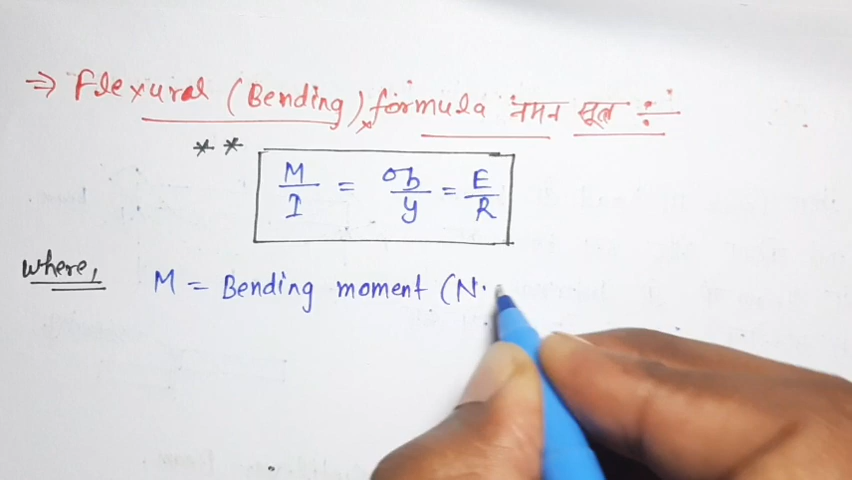 ⇒ Flexural (Bending) formula नमन सूत्र ÷
**
M/I = σb/y = E/R
where, M = Bending moment (N.